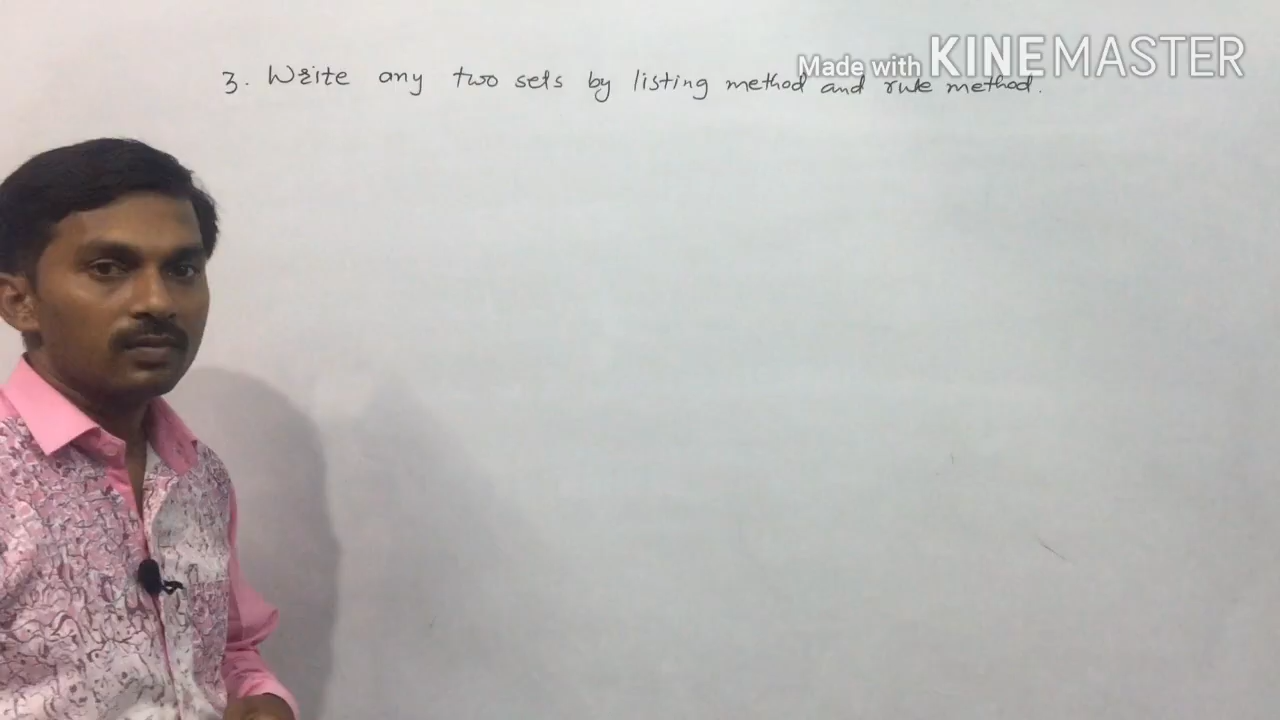 Made with KINEMASTER
3. Write any two sets by listing method and rule method.